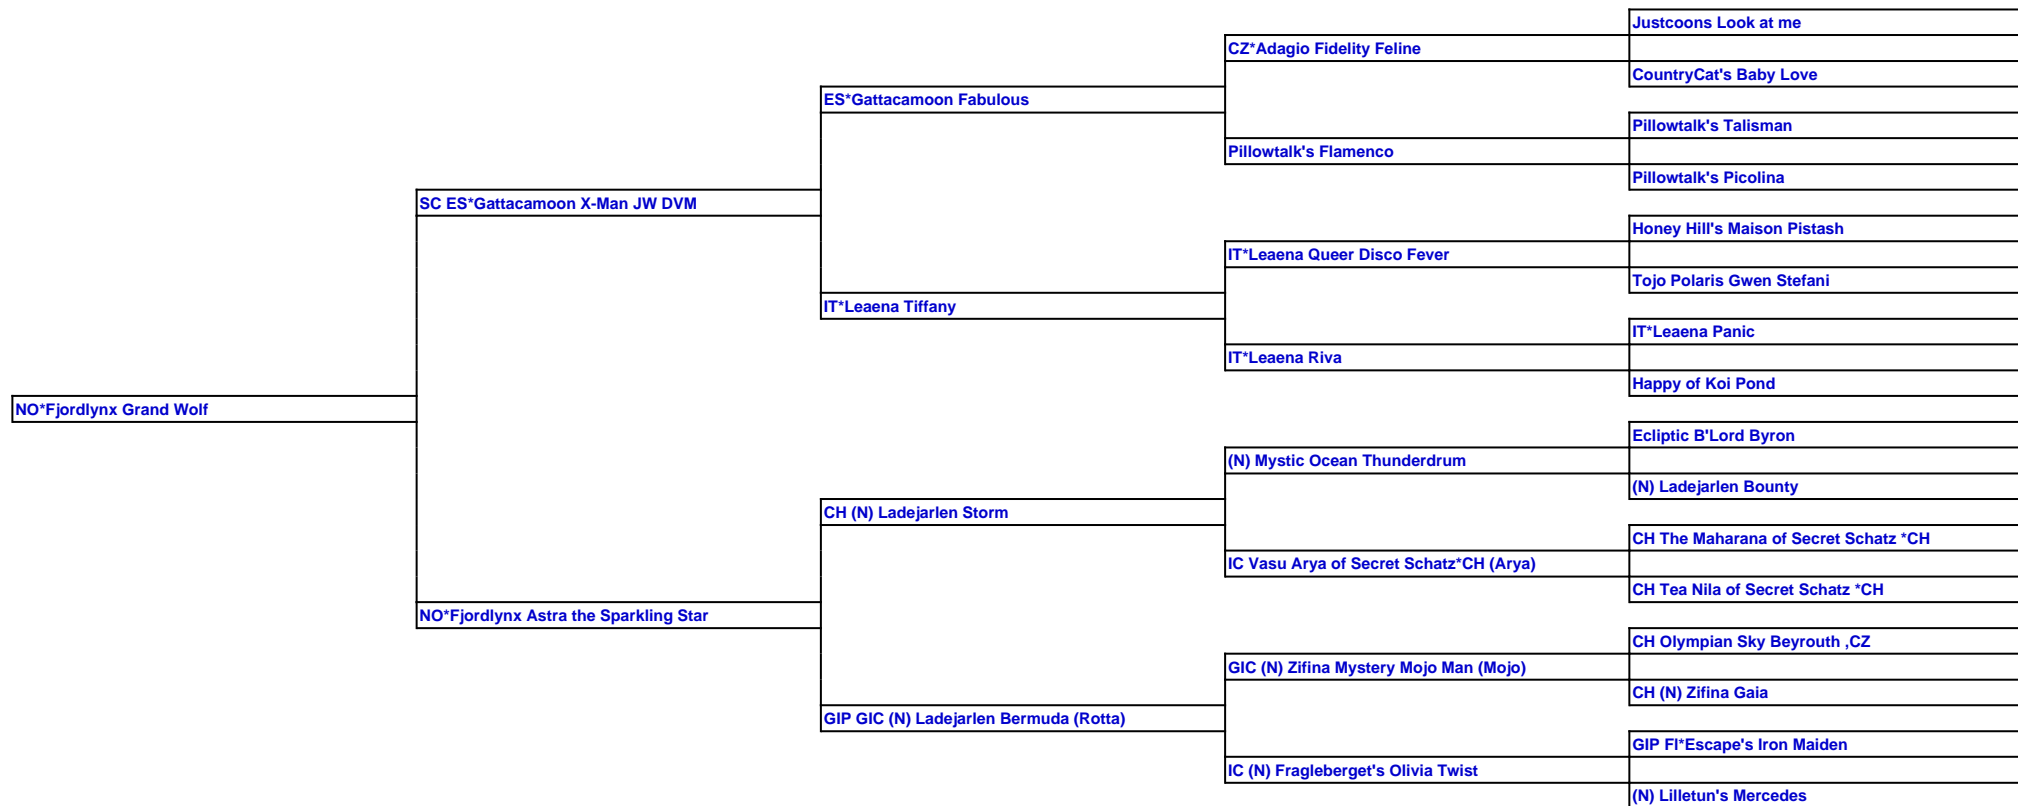 Justcoons Look at me
CZ*Adagio Fidelity Feline
CountryCat's Baby Love
ES*Gattacamoon Fabulous
Pillowtalk's Talisman
Pillowtalk's Flamenco
Pillowtalk's Picolina
SC ES*Gattacamoon X-Man JW DVM
Honey Hill's Maison Pistash
IT*Leaena Queer Disco Fever
Tojo Polaris Gwen Stefani
IT*Leaena Tiffany
IT*Leaena Panic
IT*Leaena Riva
Happy of Koi Pond
NO*Fjordlynx Grand Wolf
Ecliptic B'Lord Byron
(N) Mystic Ocean Thunderdrum
(N) Ladejarlen Bounty
CH (N) Ladejarlen Storm
CH The Maharana of Secret Schatz *CH
IC Vasu Arya of Secret Schatz*CH (Arya)
CH Tea Nila of Secret Schatz *CH
NO*Fjordlynx Astra the Sparkling Star
CH Olympian Sky Beyrouth ,CZ
GIC (N) Zifina Mystery Mojo Man (Mojo)
CH (N) Zifina Gaia
GIP GIC (N) Ladejarlen Bermuda (Rotta)
GIP FI*Escape's Iron Maiden
IC (N) Fragleberget's Olivia Twist
(N) Lilletun's Mercedes